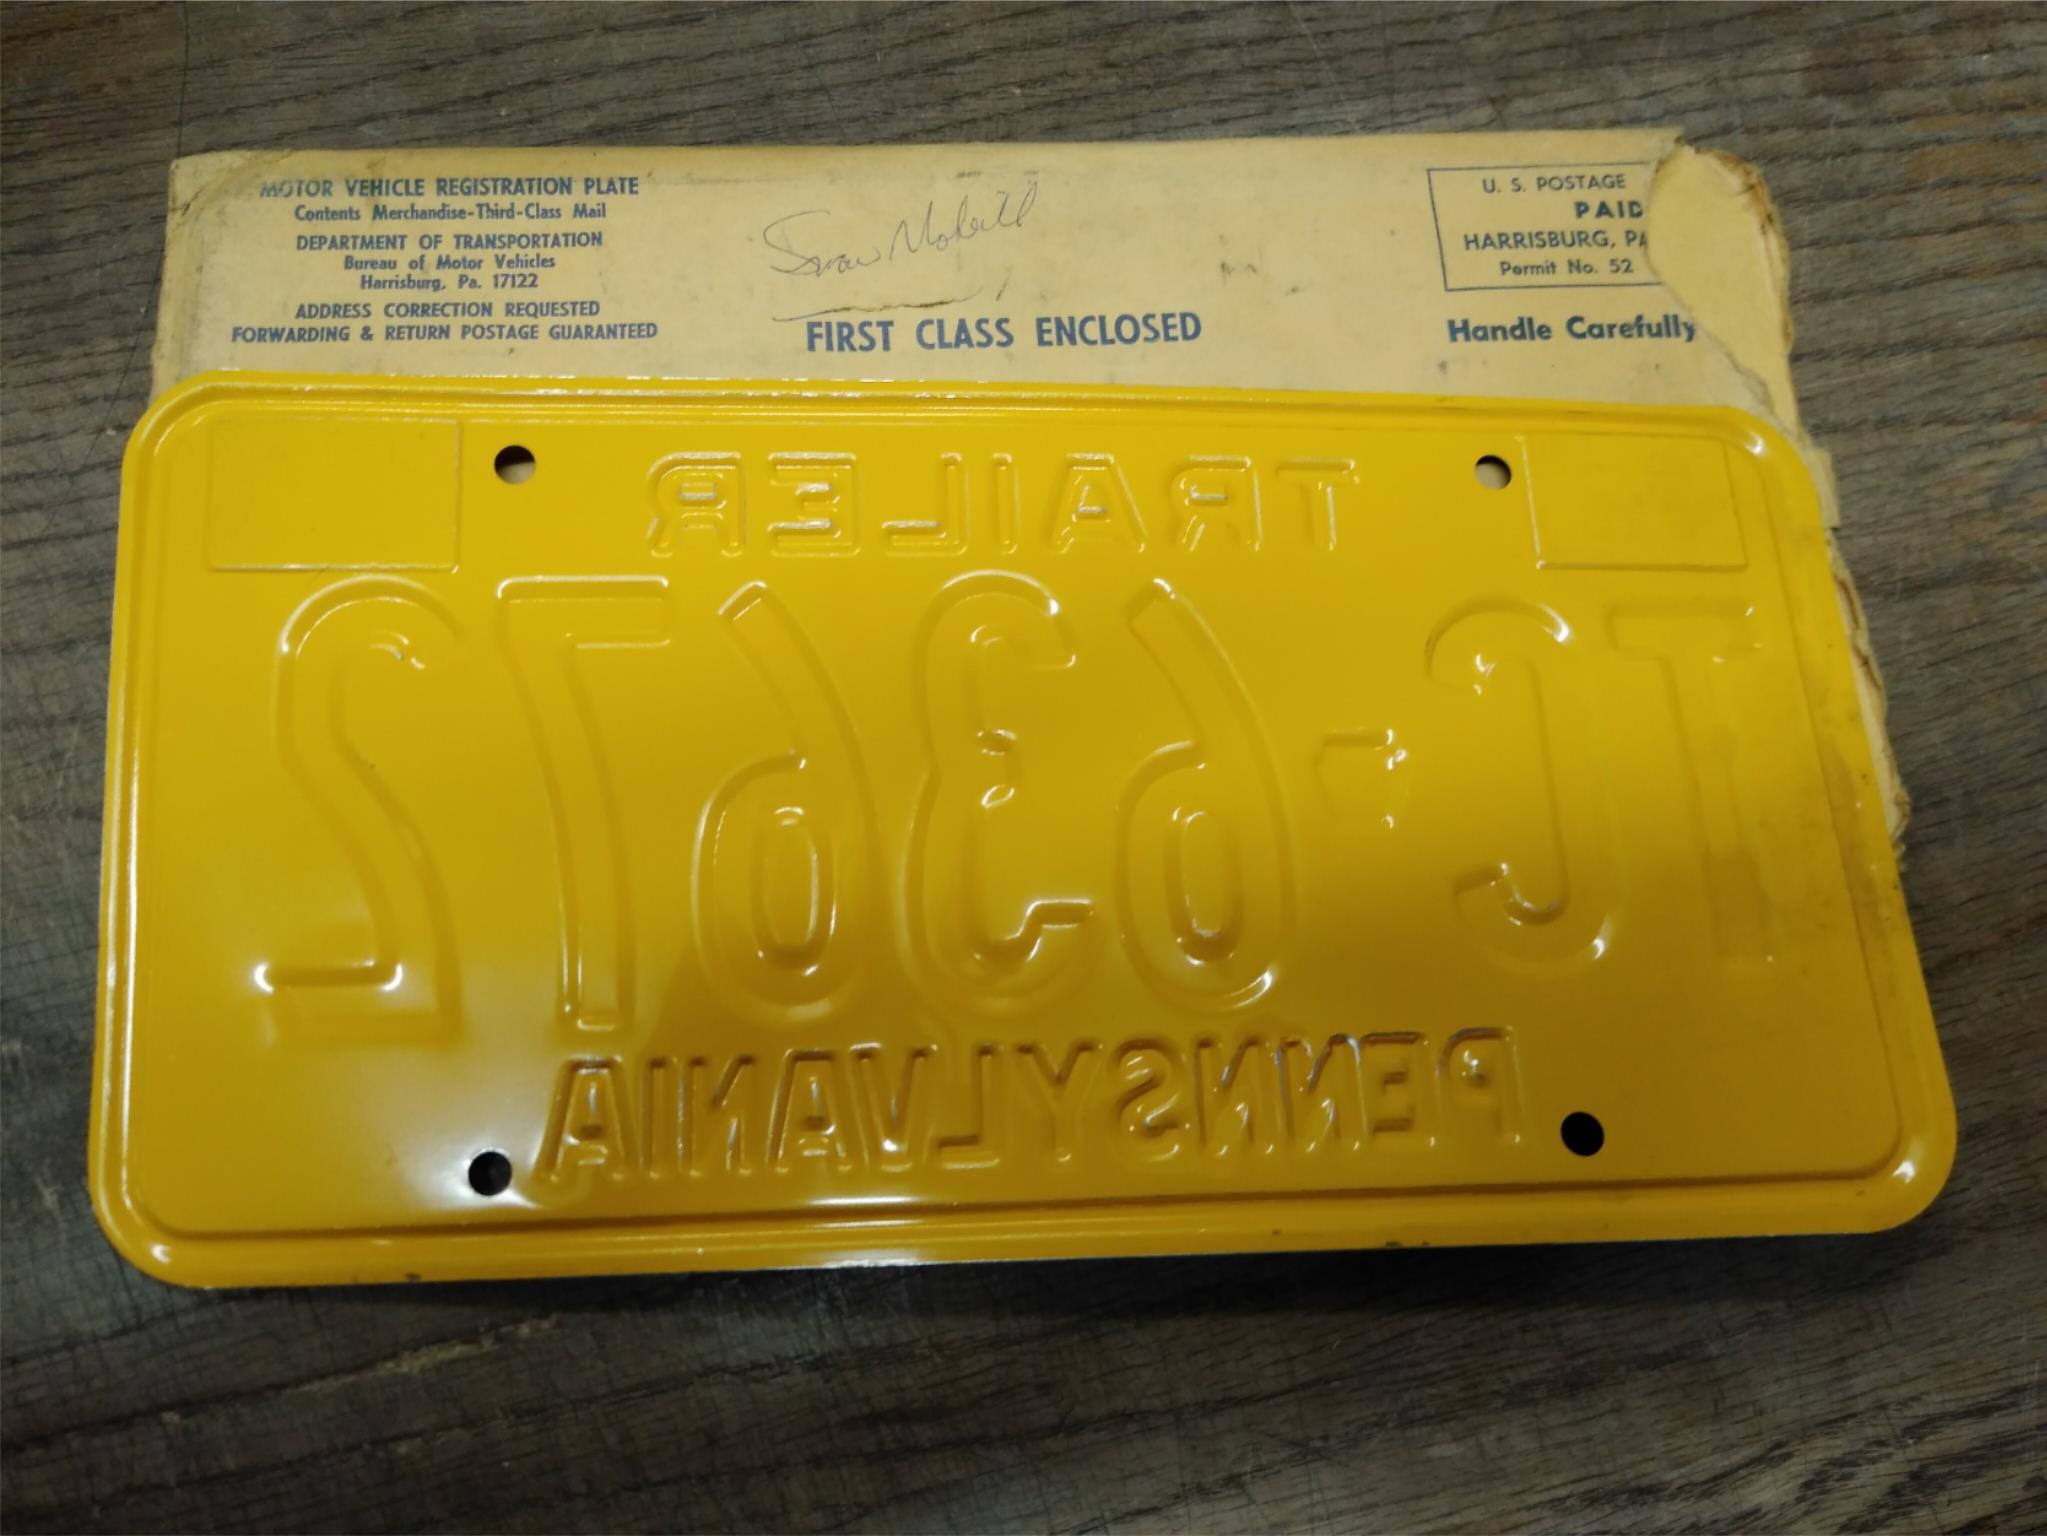 MOTOR VEHICLE REGISTRATION PLATE
Contents Merchandise-Third-Class Mail
DEPARTMENT OF TRANSPORTATION
Bureau of Motor Vehicles
Harrisburg, Pa. 17122
ADDRESS CORRECTION REQUESTED
FORWARDING & RETURN POSTAGE GUARANTEED
FIRST CLASS ENCLOSED
U. S. POSTAGE
PAID
HARRISBURG, PA
Permit No. 52
Handle Carefully
TRAILER
TC-63672
PENNSYLVANIA